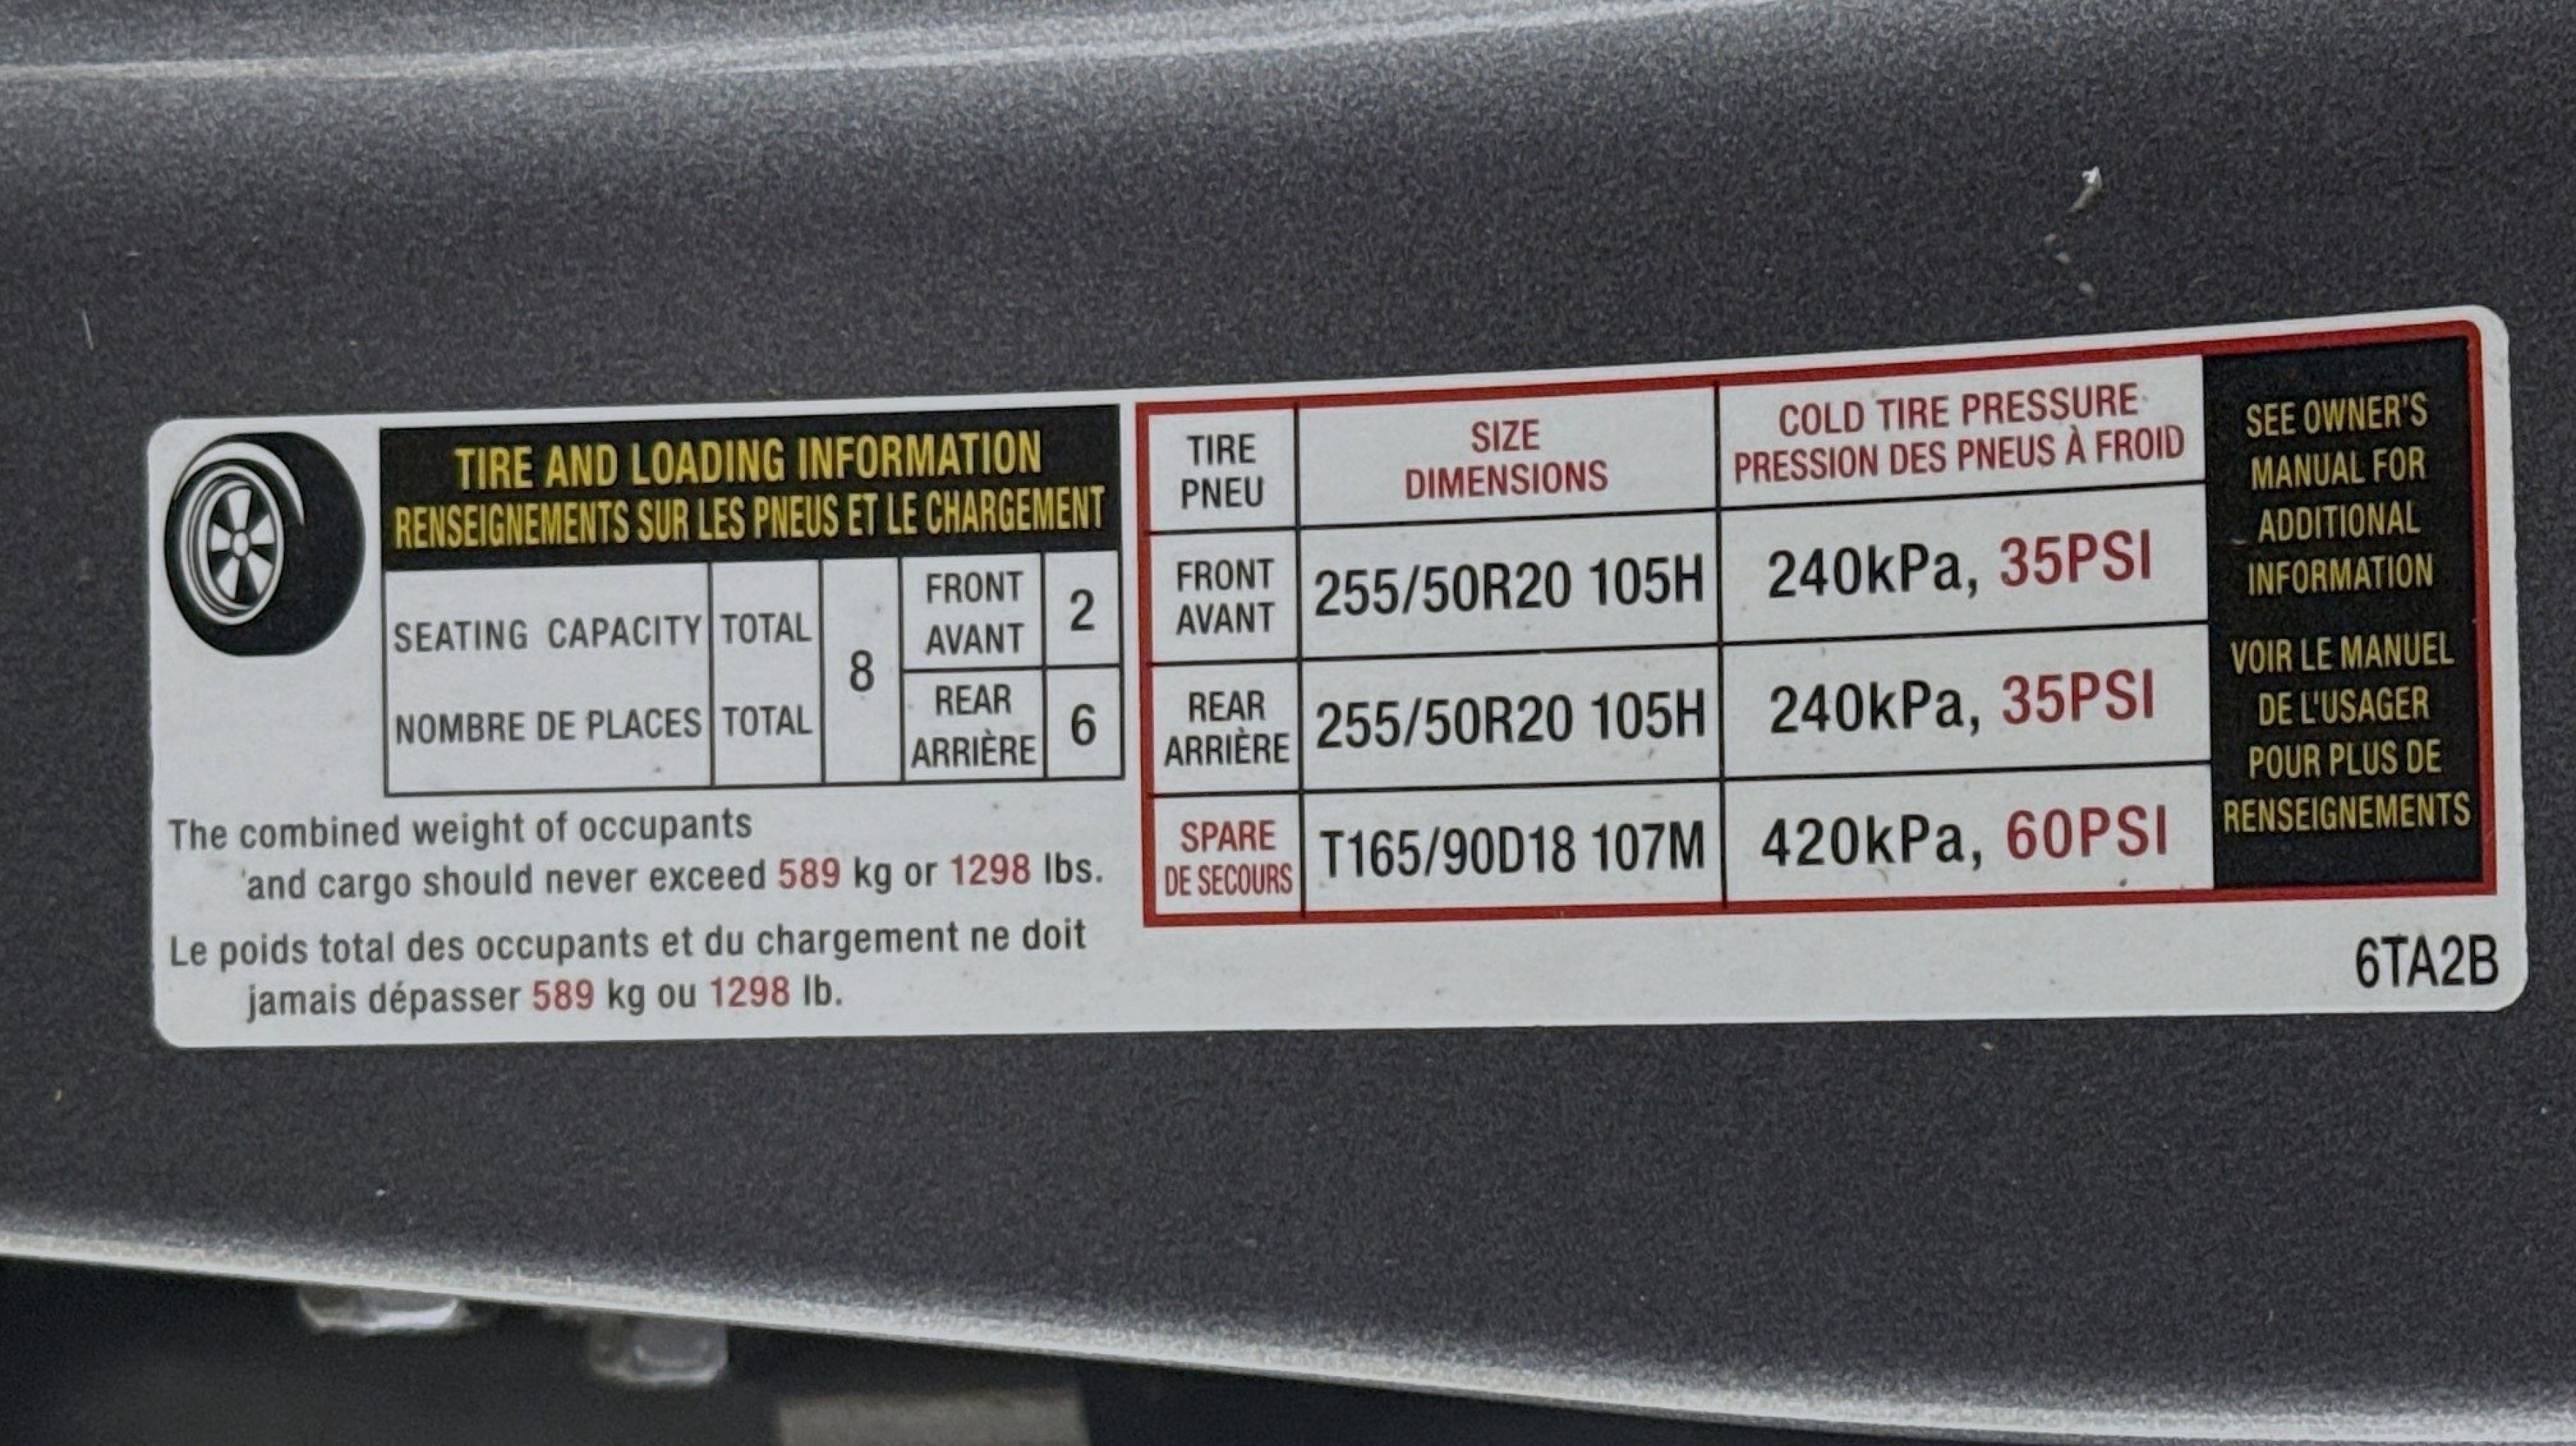 TIRE AND LOADING INFORMATION
RENSEIGNEMENTS SUR LES PNEUS ET LE CHARGEMENT
SEATING CAPACITY TOTAL
NOMBRE DE PLACES TOTAL
8
FRONT
AVANT
2
REAR
ARRIÈRE
6
The combined weight of occupants
and cargo should never exceed 589 kg or 1298 lbs.
Le poids total des occupants et du chargement ne doit
jamais dépasser 589 kg ou 1298 lb.
TIRE
PNEU
SIZE
DIMENSIONS
COLD TIRE PRESSURE
PRESSION DES PNEUS À FROID
FRONT
AVANT
255/50R20 105H
240kPa, 35PSI
REAR
ARRIÈRE
255/50R20 105H
240kPa, 35PSI
SPARE
DE SECOURS
T165/90D18 107M
420kPa, 60PSI
SEE OWNER'S
MANUAL FOR
ADDITIONAL
INFORMATION
VOIR LE MANUEL
DE L'USAGER
POUR PLUS DE
RENSEIGNEMENTS
6TA2B